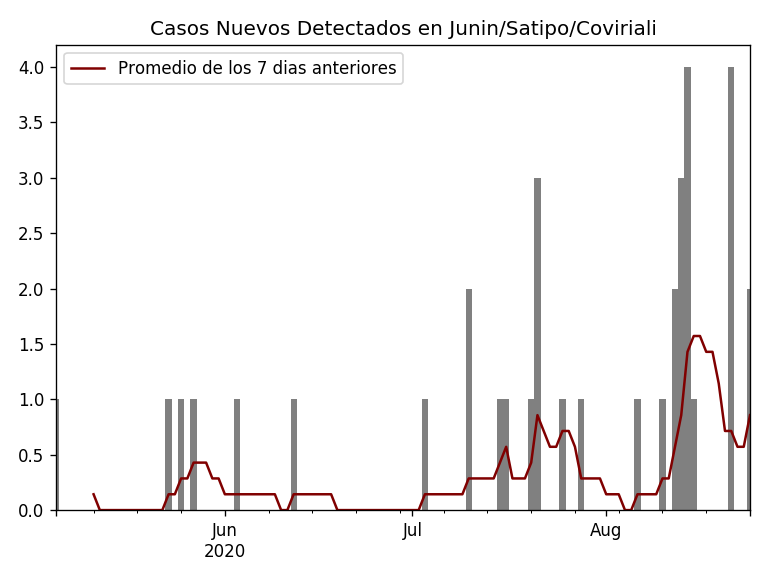 Casos Nuevos Detectados en Junin/Satipo/Coviriali
Promedio de los 7 dias anteriores
4.0
3.5
3.0
2.5
2.0
1.5
1.0
0.5
0.0
Jun
2020
Jul
Aug